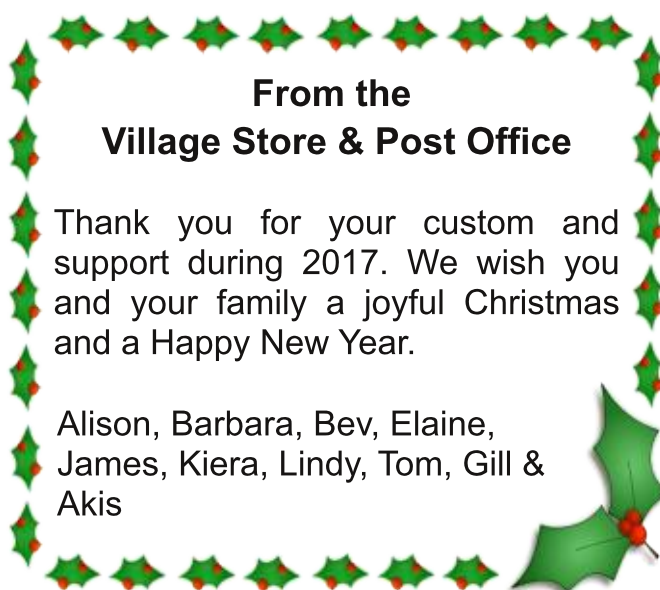 From the
Village Store & Post Office
Thank you for your custom and
support during 2017. We wish you
and your family a joyful Christmas
and a Happy New Year.
Alison, Barbara, Bev, Elaine,
James, Kiera, Lindy, Tom, Gill &
Akis